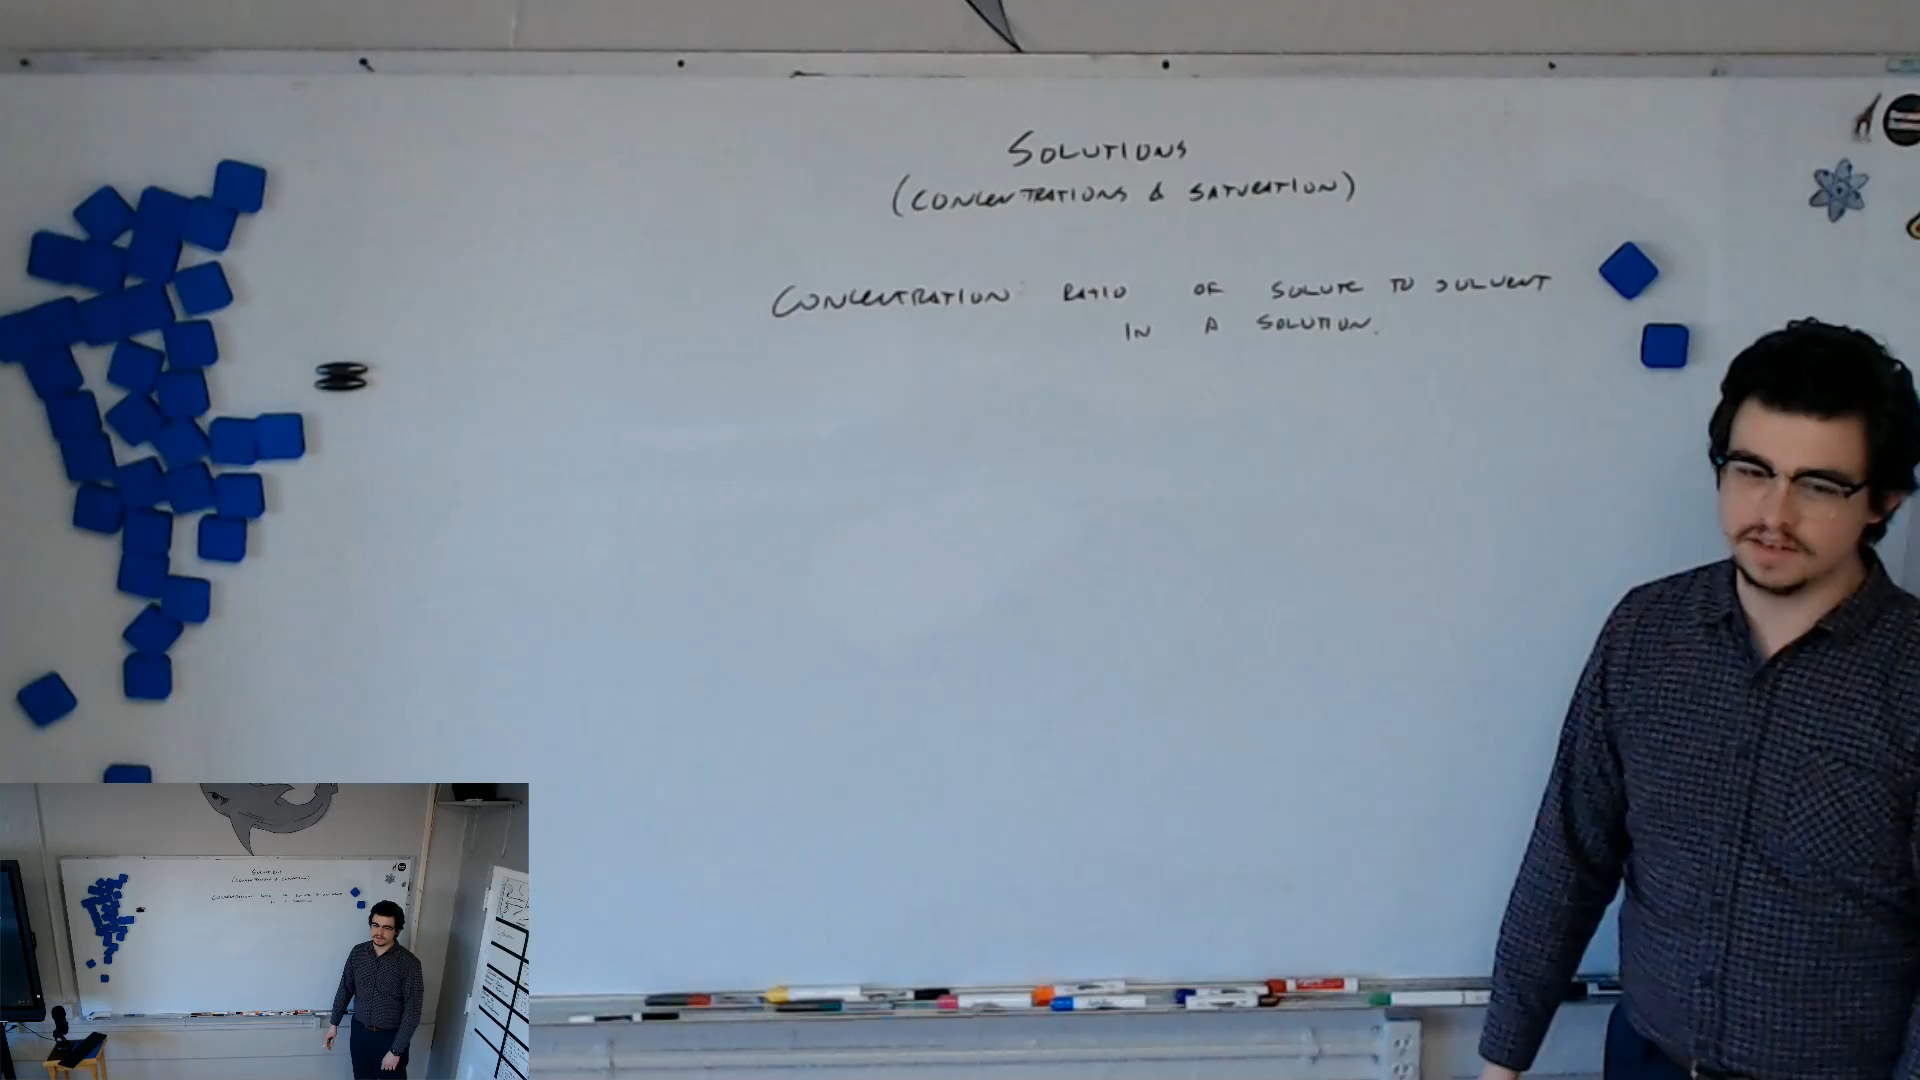 SOLUTIONS
(CONCENTRATIONS & SATURATION)
CONCENTRATION: RATIO OF SOLUTE TO SOLVENT
IN A SOLUTION.